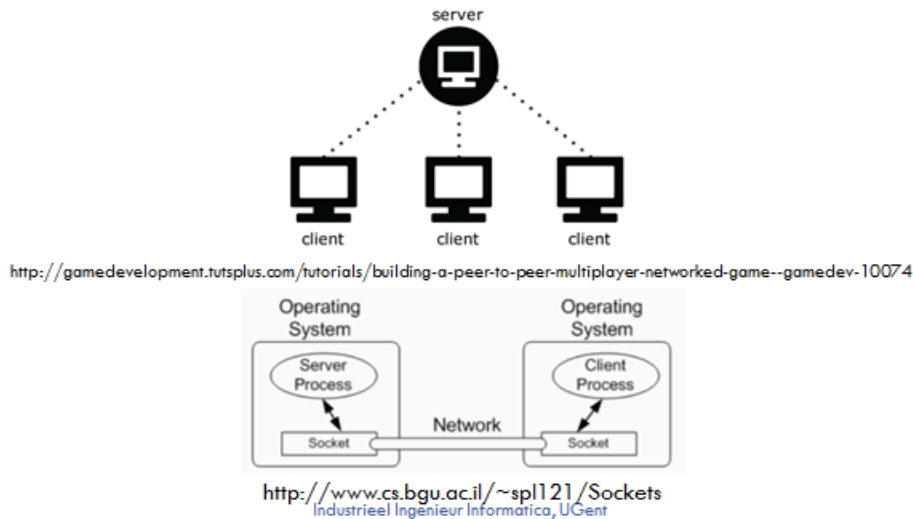 server
client client client
http://gamedevelopment.tutsplus.com/tutorials/building-a-peer-to-peer-multiplayer-networked-game--gamedev-10074
Operating Operating
System System
Server Client
Process Process
Network
Socket Socket
http://www.cs.bgu.ac.il/~spl121/Sockets
Industrieel Ingenieur Informatica, UGent